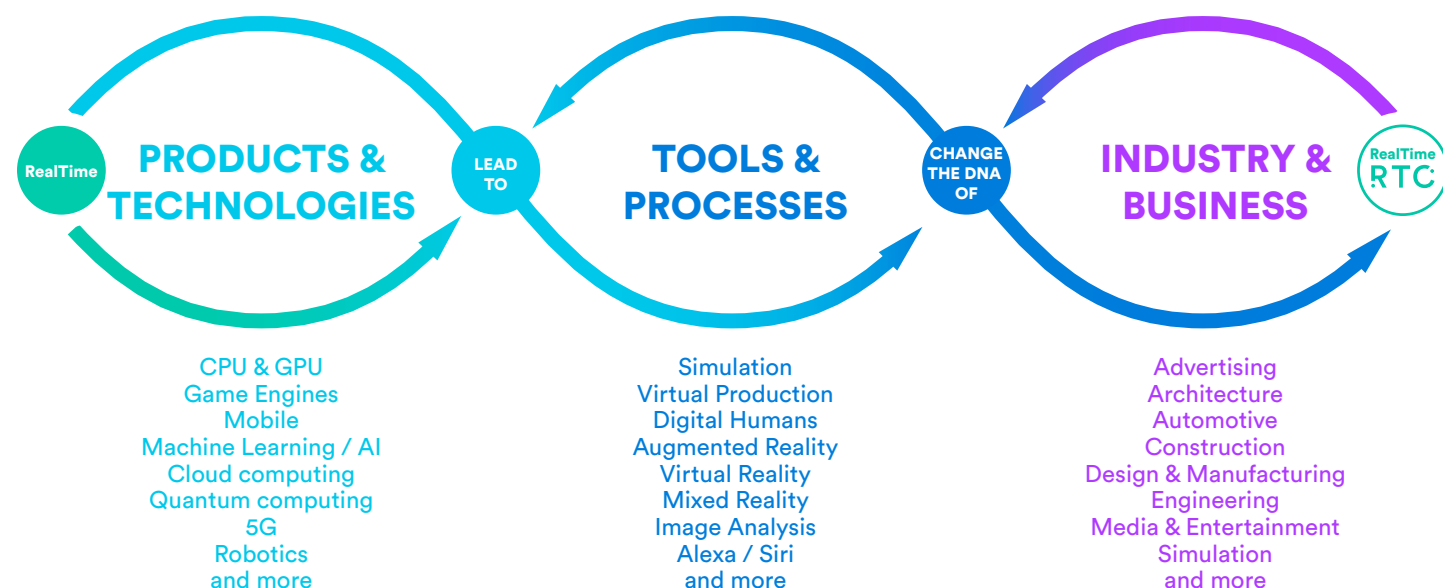 RealTime
PRODUCTS &
TECHNOLOGIES
LEAD
TO
TOOLS &
PROCESSES
CHANGE
THE DNA
OF
INDUSTRY &
BUSINESS
RealTime
RTC
CPU & GPU
Game Engines
Mobile
Machine Learning / AI
Cloud computing
Quantum computing
5G
Robotics
and more
Simulation
Virtual Production
Digital Humans
Augmented Reality
Virtual Reality
Mixed Reality
Image Analysis
Alexa / Siri
and more
Advertising
Architecture
Automotive
Construction
Design & Manufacturing
Engineering
Media & Entertainment
Simulation
and more